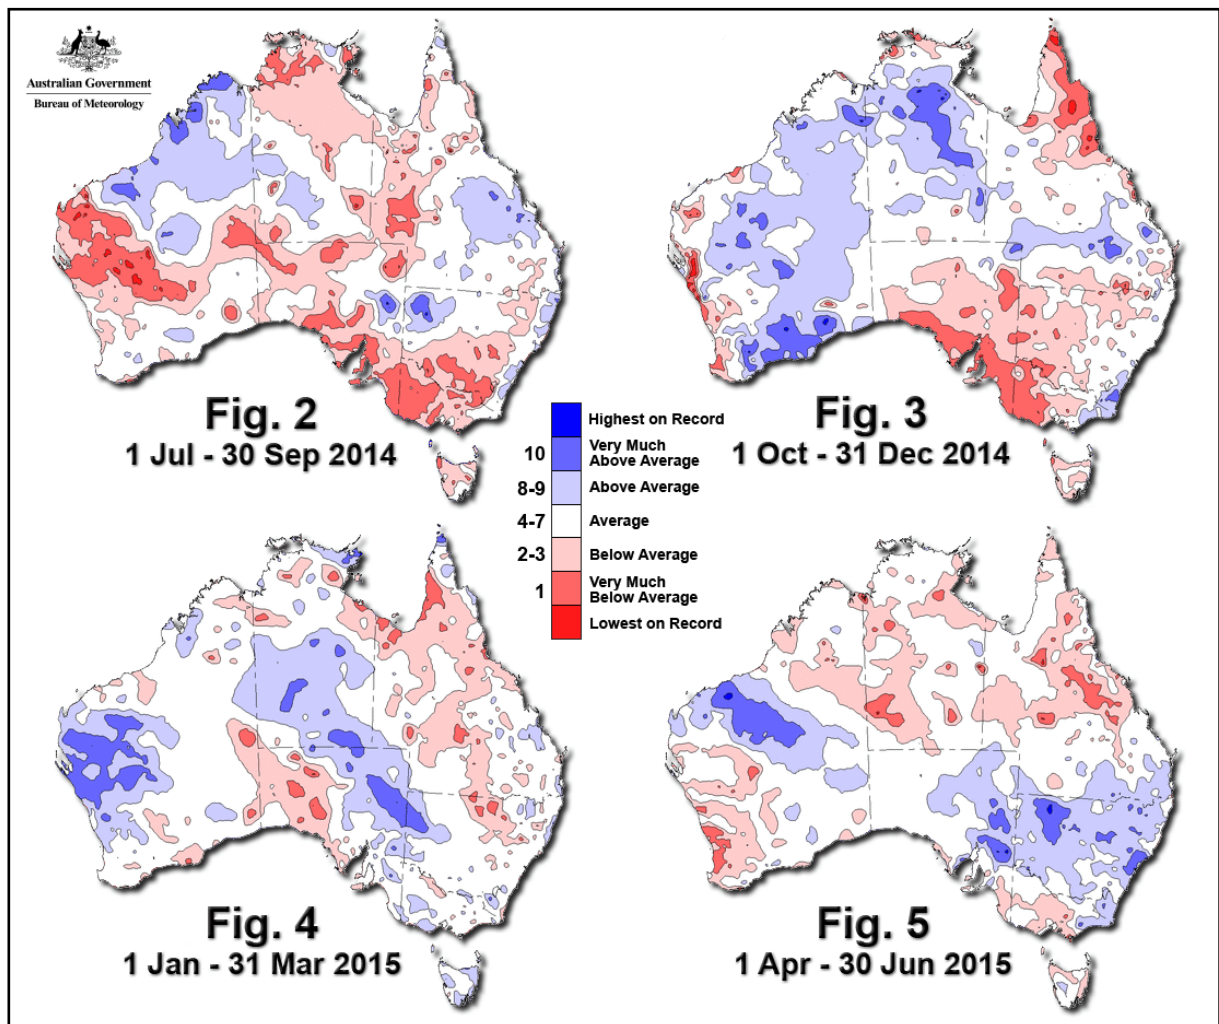 Australian Government
Bureau of Meteorology
Fig. 2
1 Jul - 30 Sep 2014
Fig. 3
1 Oct - 31 Dec 2014
Highest on Record
10 Very Much
Above Average
8-9 Above Average
4-7 Average
2-3 Below Average
1 Very Much
Below Average
Lowest on Record
Fig. 4
1 Jan - 31 Mar 2015
Fig. 5
1 Apr - 30 Jun 2015